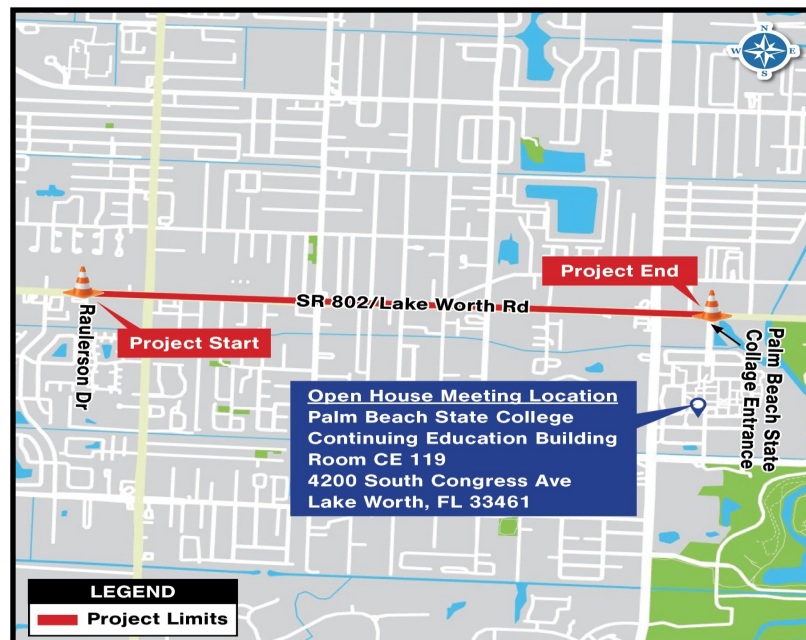 N
W E
S
Project End
SR 802/Lake Worth Rd
Project Start
Raulerson Dr
Palm Beach State
Collage Entrance
Open House Meeting Location
Palm Beach State College
Continuing Education Building
Room CE 119
4200 South Congress Ave
Lake Worth, FL 33461
LEGEND
Project Limits